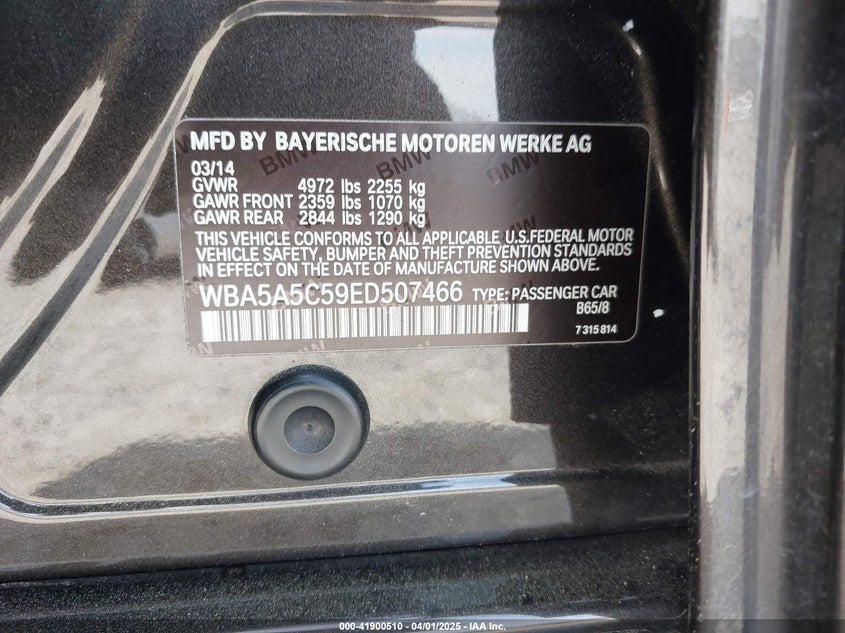 MFD BY BAYERISCHE MOTOREN WERKE AG
03/14
GVWR 4972 lbs 2255 kg
GAWR FRONT 2359 lbs 1070 kg
GAWR REAR 2844 lbs 1290 kg
THIS VEHICLE CONFORMS TO ALL APPLICABLE U.S.FEDERAL MOTOR
VEHICLE SAFETY, BUMPER AND THEFT PREVENTION STANDARDS
IN EFFECT ON THE DATE OF MANUFACTURE SHOWN ABOVE.
WBA5A5C59ED507466 TYPE: PASSENGER CAR
B65/8
7 315 814
000-41900510 - 04/01/2025 - IAA Inc.